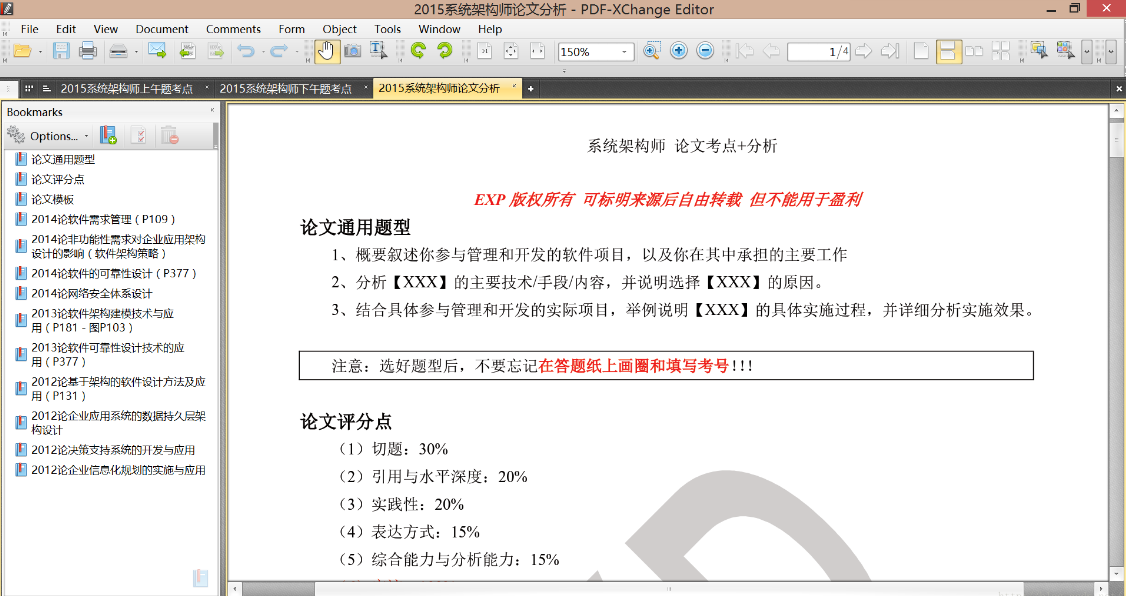 2015系统架构师论文分析 - PDF-XChange Editor
File Edit View Document Comments Form Object Tools Window Help
150% 1/4
2015系统架构师上午题考点 2015系统架构师下午题考点 2015系统架构师论文分析
Bookmarks
Options...
论文通用题型
论文评分点
论文模板
2014论软件需求管理（P109）
2014论非功能性需求对企业应用架构
设计的影响（软件架构策略）
2014论软件的可靠性设计（P377）
2014论网络安全体系设计
2013论软件架构建模技术与应
用（P181－图P103）
2013论软件可靠性设计技术的应
用（P377）
2012论基于架构的软件设计方法及应
用（P131）
2012论企业应用系统的数据持久层架
构设计
2012论决策支持系统的开发与应用
2012论企业信息化规划的实施与应用
系统架构师 论文考点+分析
EXP 版权所有 可标明来源后自由转载 但不能用于盈利
论文通用题型
1、概要叙述你参与管理和开发的软件项目，以及你在其中承担的主要工作
2、分析【XXX】的主要技术/手段/内容，并说明选择【XXX】的原因。
3、结合具体参与管理和开发的实际项目，举例说明【XXX】的具体实施过程，并详细分析实施效果。
注意：选好题型后，不要忘记在答题纸上画圈和填写考号!!!
论文评分点
（1）切题：30%
（2）引用与水平深度：20%
（3）实践性：20%
（4）表达方式：15%
（5）综合能力与分析能力：15%